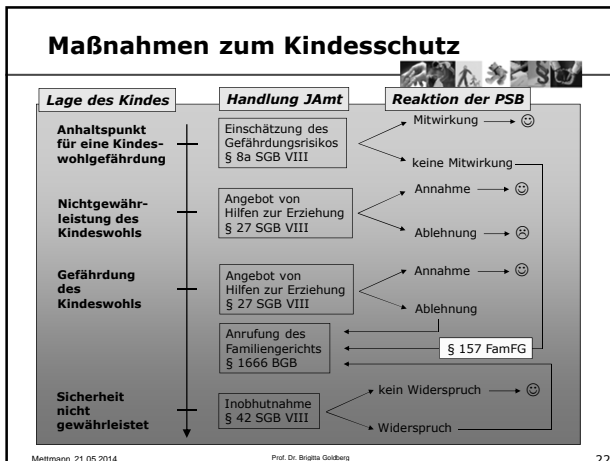 Maßnahmen zum Kindesschutz
§
Lage des Kindes
Handlung JAmt
Reaktion der PSB
Anhaltspunkt
für eine Kindes-
wohlgefährdung
Einschätzung des
Gefährdungsrisikos
§ 8a SGB VIII
Mitwirkung
keine Mitwirkung
Nichtgewähr-
leistung des
Kindeswohls
Angebot von
Hilfen zur Erziehung
§ 27 SGB VIII
Annahme
Ablehnung
Gefährdung
des
Kindeswohls
Angebot von
Hilfen zur Erziehung
§ 27 SGB VIII
Annahme
Ablehnung
Anrufung des
Familiengerichts
§ 1666 BGB
§ 157 FamFG
Sicherheit
nicht
gewährleistet
Inobhutnahme
§ 42 SGB VIII
kein Widerspruch
Widerspruch
Mettmann, 21.05.2014
Prof. Dr. Brigitta Goldberg
22